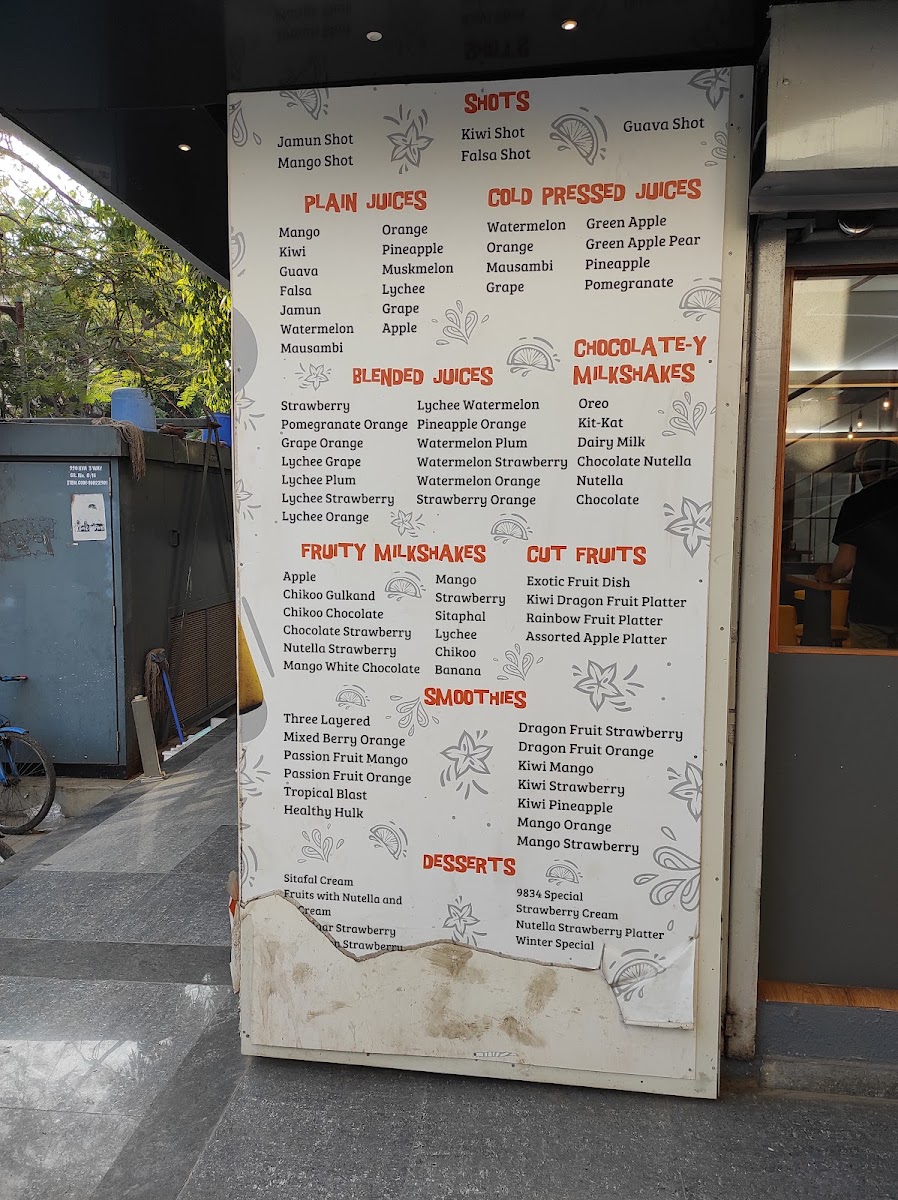 SHOTS
Jamun Shot
Mango Shot
Kiwi Shot
Falsa Shot
Guava Shot
PLAIN JUICES
Mango
Kiwi
Guava
Falsa
Jamun
Watermelon
Mausambi
Orange
Pineapple
Muskmelon
Lychee
Grape
Apple
COLD PRESSED JUICES
Watermelon
Orange
Mausambi
Grape
Green Apple
Green Apple Pear
Pineapple
Pomegranate
BLENDED JUICES
Strawberry
Pomegranate Orange
Grape Orange
Lychee Grape
Lychee Plum
Lychee Strawberry
Lychee Orange
Lychee Watermelon
Pineapple Orange
Watermelon Plum
Watermelon Strawberry
Watermelon Orange
Strawberry Orange
CHOCOLATE-Y
MILKSHAKES
Oreo
Kit-Kat
Dairy Milk
Chocolate Nutella
Nutella
Chocolate
FRUITY MILKSHAKES
Apple
Chikoo Gulkand
Chikoo Chocolate
Chocolate Strawberry
Nutella Strawberry
Mango White Chocolate
Mango
Strawberry
Sitaphal
Lychee
Chikoo
Banana
CUT FRUITS
Exotic Fruit Dish
Kiwi Dragon Fruit Platter
Rainbow Fruit Platter
Assorted Apple Platter
SMOOTHIES
Three Layered
Mixed Berry Orange
Passion Fruit Mango
Passion Fruit Orange
Tropical Blast
Healthy Hulk
Dragon Fruit Strawberry
Dragon Fruit Orange
Kiwi Mango
Kiwi Strawberry
Kiwi Pineapple
Mango Orange
Mango Strawberry
DESSERTS
Sitafal Cream
Fruits with Nutella and
Cream
Strawberry
Strawberry
9834 Special
Strawberry Cream
Nutella Strawberry Platter
Winter Special